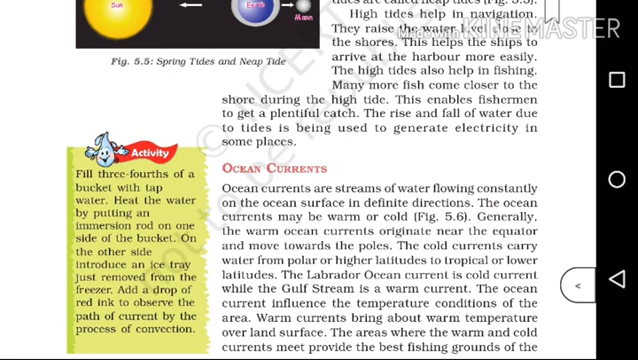 Sun
Earth
Moon
Fig. 5.5: Spring Tides and Neap Tide
tides are called neap tides (Fig. 5.5).
High tides help in navigation.
They raise the water level close to
the shores. This helps the ships to
arrive at the harbour more easily.
The high tides also help in fishing.
Many more fish come closer to the
shore during the high tide. This enables fishermen
to get a plentiful catch. The rise and fall of water due
to tides is being used to generate electricity in
some places.
Made with KINEMASTER
Activity
Fill three-fourths of a
bucket with tap
water. Heat the water
by putting an
immersion rod on one
side of the bucket. On
the other side
introduce an ice tray
just removed from the
freezer. Add a drop of
red ink to observe the
path of current by the
process of convection.
OCEAN CURRENTS
Ocean currents are streams of water flowing constantly
on the ocean surface in definite directions. The ocean
currents may be warm or cold (Fig. 5.6). Generally,
the warm ocean currents originate near the equator
and move towards the poles. The cold currents carry
water from polar or higher latitudes to tropical or lower
latitudes. The Labrador Ocean current is cold current
while the Gulf Stream is a warm current. The ocean
current influence the temperature conditions of the
area. Warm currents bring about warm temperature
over land surface. The areas where the warm and cold
currents meet provide the best fishing grounds of the